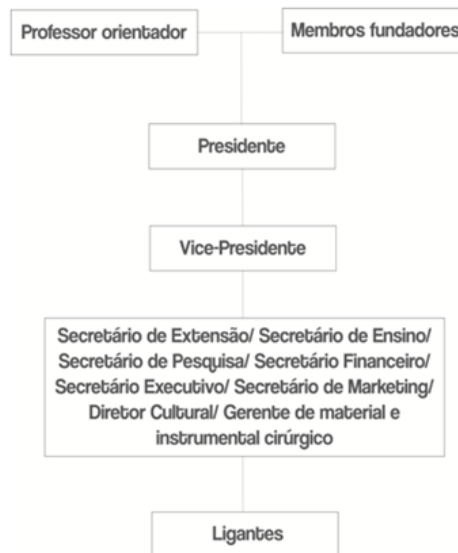 Professor orientador
Membros fundadores
Presidente
Vice-Presidente
Secretário de Extensão/ Secretário de Ensino/
Secretário de Pesquisa/ Secretário Financeiro/
Secretário Executivo/ Secretário de Marketing/
Diretor Cultural/ Gerente de material e
instrumental cirúrgico
Ligantes